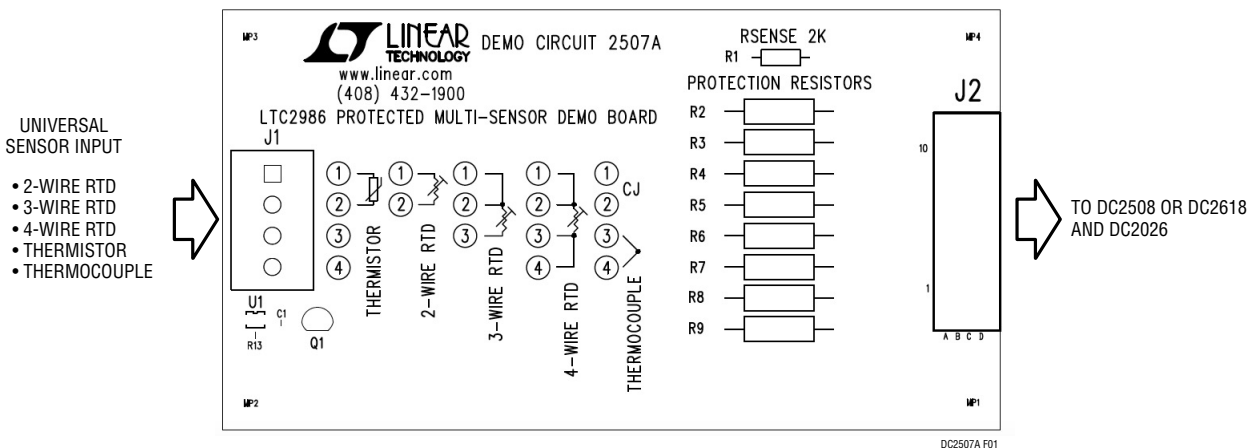 MP3
LINEAR
TECHNOLOGY
DEMO CIRCUIT 2507A
www.linear.com
(408) 432-1900
LTC2986 PROTECTED MULTI-SENSOR DEMO BOARD
RSENSE 2K
R1
PROTECTION RESISTORS
R2
R3
R4
R5
R6
R7
R8
R9
MP4
J2
10
1
A B C D
UNIVERSAL
SENSOR INPUT
• 2-WIRE RTD
• 3-WIRE RTD
• 4-WIRE RTD
• THERMISTOR
• THERMOCOUPLE
J1
1
2
3
4
THERMISTOR
1
2
2-WIRE RTD
1
2
3
3-WIRE RTD
1
2
3
4
4-WIRE RTD
1
2
3
4
CJ
THERMOCOUPLE
U1
C1
R13
Q1
MP2
MP1
TO DC2508 OR DC2618
AND DC2026
DC2507A F01